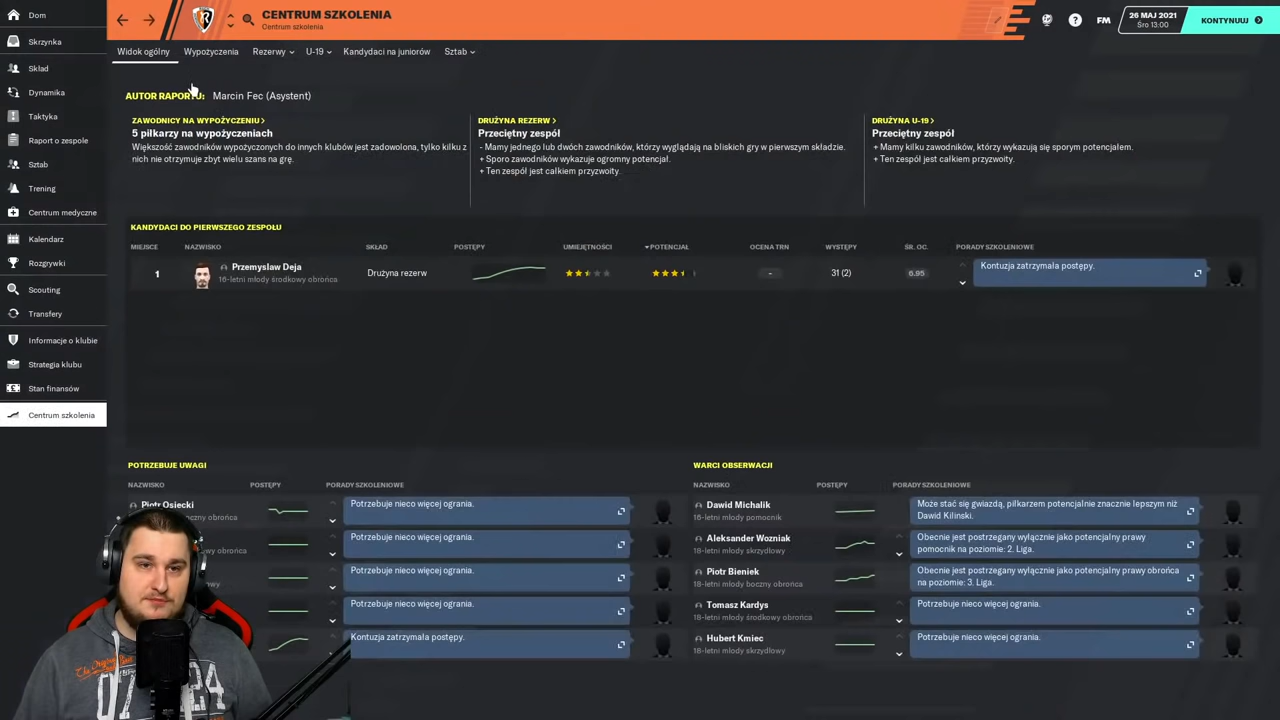 Dom
Skrzynka
Skład
Dynamika
Taktyka
Raport o zespole
Sztab
Trening
Centrum medyczne
Kalendarz
Rozgrywki
Scouting
Transfery
Informacje o klubie
Strategia klubu
Stan finansów
Centrum szkolenia
CENTRUM SZKOLENIA
Centrum szkolenia
FM
26 MAJ 2021
Śro 13:00
KONTYNUUJ
Widok ogólny
Wypożyczenia
Rezerwy
U-19
Kandydaci na juniorów
Sztab
AUTOR RAPORTU: Marcin Fec (Asystent)
ZAWODNICY NA WYPOŻYCZENIU
5 piłkarzy na wypożyczeniach
Większość zawodników wypożyczonych do innych klubów jest zadowolona, tylko kilku z
nich nie otrzymuje zbyt wielu szans na grę.
DRUŻYNA REZERW
Przeciętny zespół
- Mamy jednego lub dwóch zawodników, którzy wyglądają na bliskich gry w pierwszym składzie.
+ Sporo zawodników wykazuje ogromny potencjał.
+ Ten zespół jest całkiem przyzwoity.
DRUŻYNA U-19
Przeciętny zespół
+ Mamy kilku zawodników, którzy wykazują się sporym potencjałem.
+ Ten zespół jest całkiem przyzwoity.
KANDYDACI DO PIERWSZEGO ZESPOŁU
MIEJSCE NAZWISKO SKŁAD POSTĘPY UMIEJĘTNOŚCI POTENCJAŁ OCENA TRN WYSTĘPY ŚR. OC. PORADY SZKOLENIOWE
1 Przemysław Deja Drużyna rezerw - 31 (2) 6.95 Kontuzja zatrzymała postępy.
16-letni młody środkowy obrońca
POTRZEBUJE UWAGI
NAZWISKO POSTĘPY PORADY SZKOLENIOWE
Piotr Osiecki Potrzebuje nieco więcej ogrania.
boczny obrońca
Potrzebuje nieco więcej ogrania.
obrońca
Potrzebuje nieco więcej ogrania.
Potrzebuje nieco więcej ogrania.
Kontuzja zatrzymała postępy.
WARCI OBSERWACJI
NAZWISKO POSTĘPY PORADY SZKOLENIOWE
Dawid Michalik Może stać się gwiazdą, piłkarzem potencjalnie znacznie lepszym niż
16-letni młody pomocnik Dawid Kilinski.
Aleksander Wozniak Obecnie jest postrzegany wyłącznie jako potencjalny prawy
18-letni młody skrzydłowy pomocnik na poziomie: 2. Liga.
Piotr Bieniek Obecnie jest postrzegany wyłącznie jako potencjalny prawy obrońca
18-letni młody boczny obrońca na poziomie: 3. Liga.
Tomasz Kardys Potrzebuje nieco więcej ogrania.
18-letni młody środkowy obrońca
Hubert Kmiec Potrzebuje nieco więcej ogrania.
18-letni młody skrzydłowy